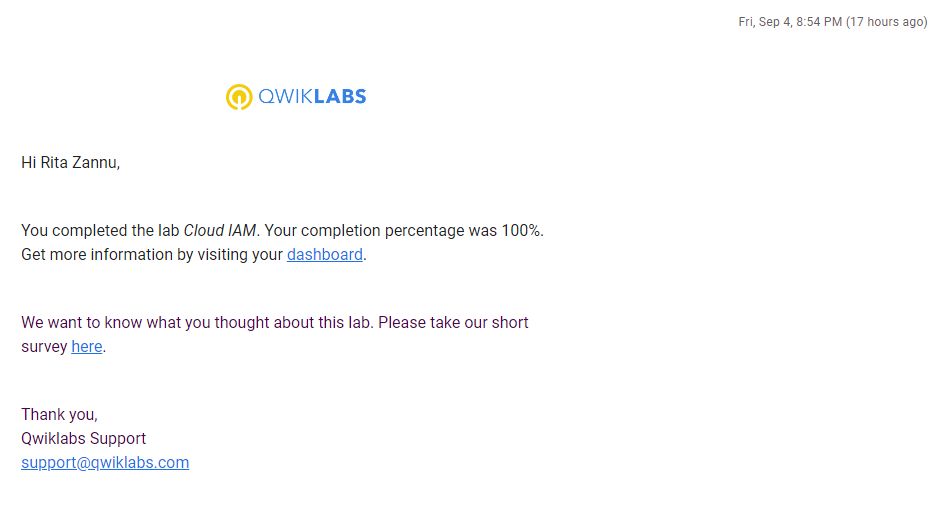 Fri, Sep 4, 8:54 PM (17 hours ago)
QWIKLABS
Hi Rita Zannu,
You completed the lab Cloud IAM. Your completion percentage was 100%.
Get more information by visiting your dashboard.
We want to know what you thought about this lab. Please take our short
survey here.
Thank you,
Qwiklabs Support
support@qwiklabs.com